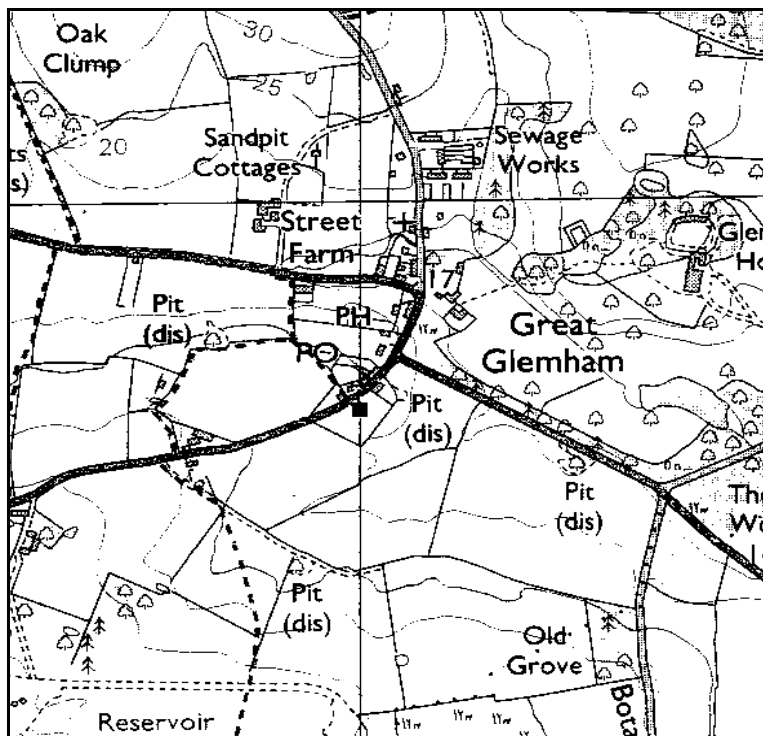 Oak
Clump
30
25
20
Sandpit
Cottages
Sewage
Works
Street
Farm
17
Pit
(dis)
PH
Great
Glemham
PO
Pit
(dis)
Pit
(dis)
Pit
(dis)
Old
Grove
Reservoir